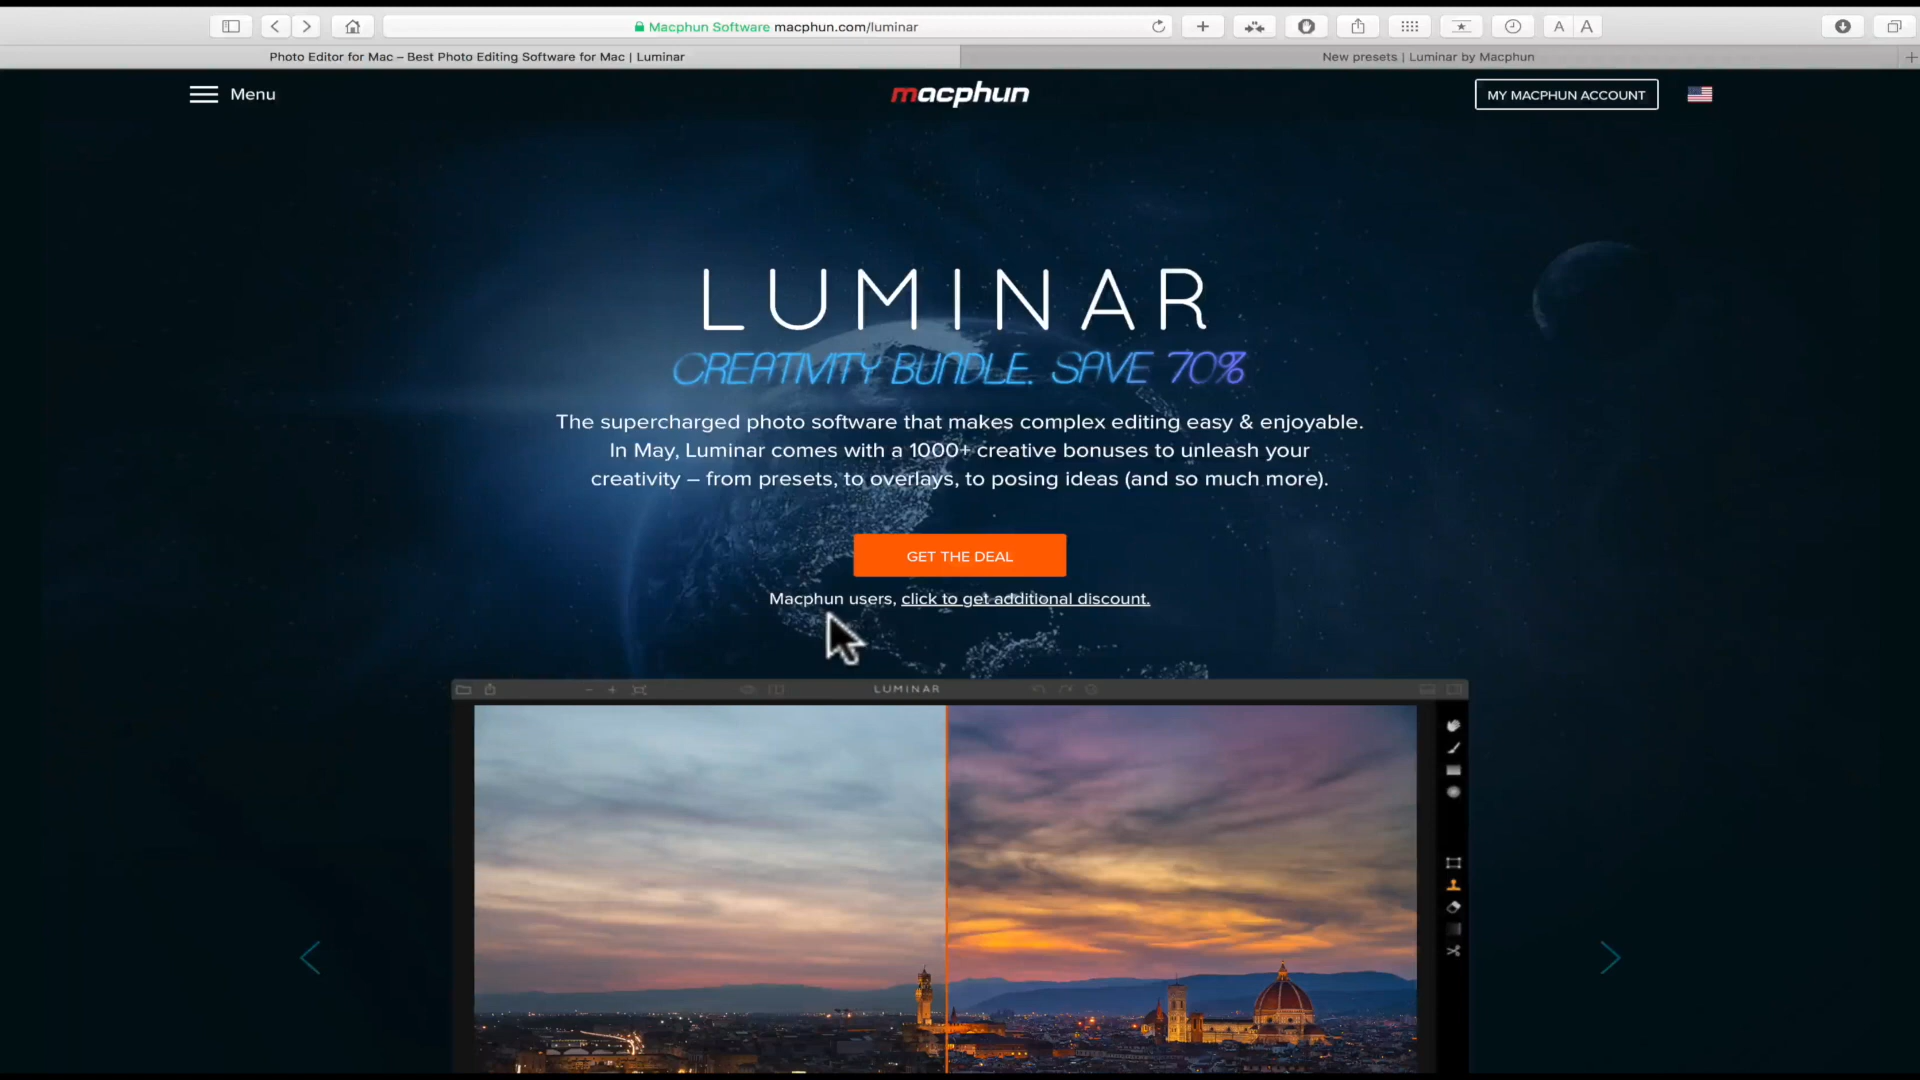 Macphun Software macphun.com/luminar
A A
Photo Editor for Mac – Best Photo Editing Software for Mac | Luminar
New presets | Luminar by Macphun
Menu
macphun
MY MACPHUN ACCOUNT
LUMINAR
CREATIVITY BUNDLE. SAVE 70%
The supercharged photo software that makes complex editing easy & enjoyable.
In May, Luminar comes with a 1000+ creative bonuses to unleash your
creativity – from presets, to overlays, to posing ideas (and so much more).
GET THE DEAL
Macphun users, click to get additional discount.
LUMINAR